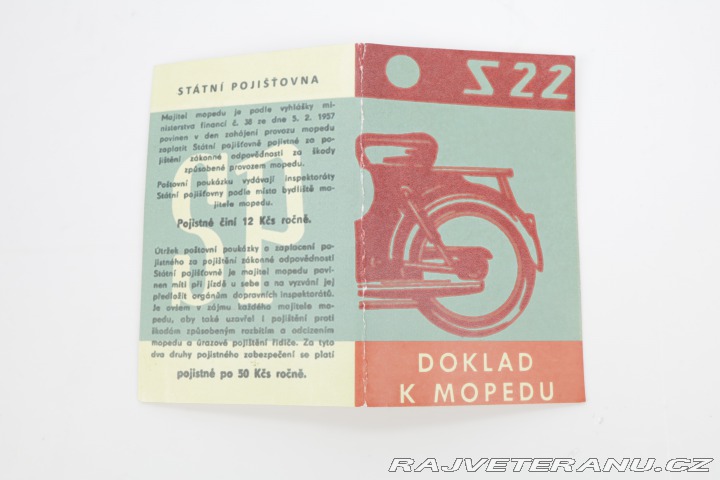 STÁTNÍ POJIŠŤOVNA
Majitel mopedu je podle vyhlášky mi-
nisterstva financí č. 38 ze dne 5. 2. 1957
povinen v den zahájení provozu mopedu
zaplatit Státní pojišťovně pojistné za po-
jištění zákonné odpovědnosti za škody
způsobené provozem mopedu.
Poštovní poukázku vydávají inspektoráty
Státní pojišťovny podle místa bydliště mo-
jitele mopedu.
Pojistné činí 12 Kčs ročně.
Útržek poštovní poukázky o zaplacení po-
jistného za pojištění zákonné odpovědnosti
Státní pojišťovně je majitel mopedu povi-
nen míti při jízdě u sebe a na vyzvání jej
předložit orgánům dopravních inspektorátů.
Je ovšem v zájmu každého majitele mo-
pedu, aby také uzavřel i pojištění proti
škodám způsobeným rozbitím a odcizením
mopedu a úrazové pojištění řidiče. Za tyto
dva druhy pojistného zabezpečení se platí
pojistné po 50 Kčs ročně.
SP
S 22
DOKLAD
K MOPEDU
RAJVETERANU.CZ